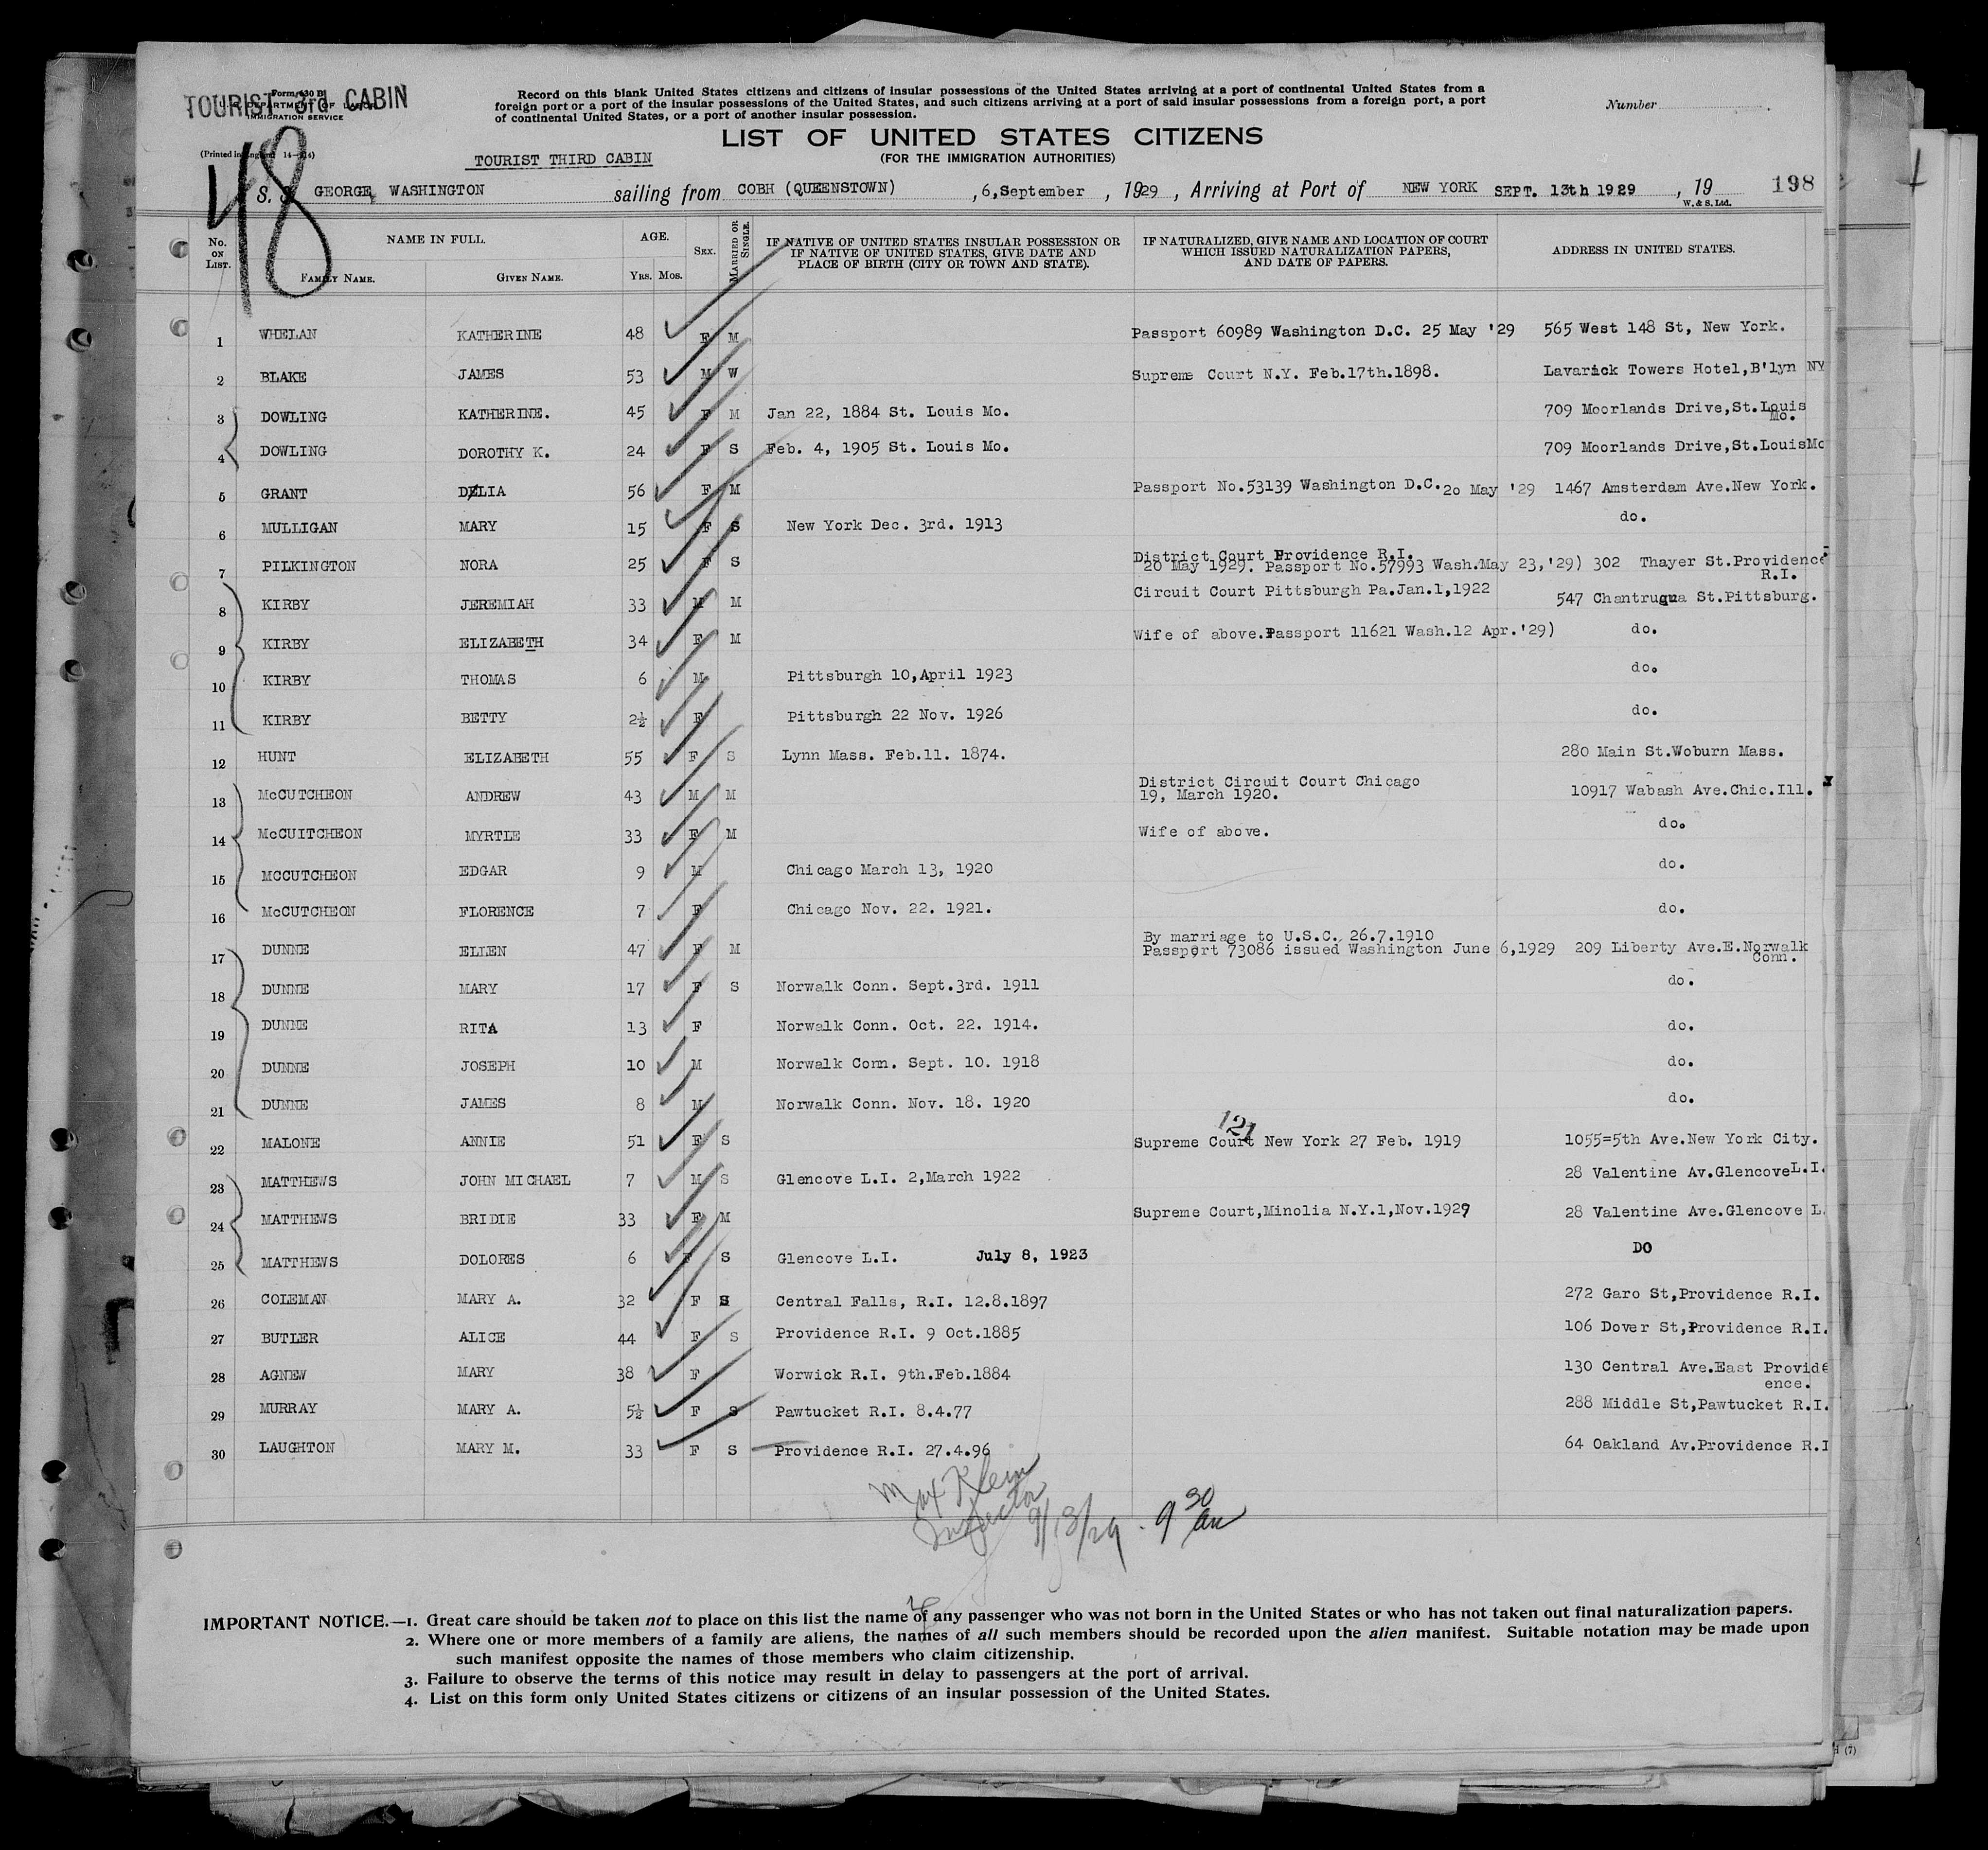 TOURIST 3rd CABIN
Form 630 B
U. S. DEPARTMENT OF LABOR
IMMIGRATION SERVICE
(Printed in England 14—
48
Record on this blank United States citizens and citizens of insular possessions of the United States arriving at a port of continental United States from a
foreign port or a port of the insular possessions of the United States, and such citizens arriving at a port of said insular possessions from a foreign port, a port
of continental United States, or a port of another insular possession.
Number
LIST OF UNITED STATES CITIZENS
(FOR THE IMMIGRATION AUTHORITIES)
TOURIST THIRD CABIN
S. S. GEORGE WASHINGTON sailing from COBH (QUEENSTOWN) , 6,September , 1929 , Arriving at Port of NEW YORK SEPT. 13th 1929 , 19 198
W. & S. Ltd.
No. ON LIST. NAME IN FULL. FAMILY NAME. GIVEN NAME. AGE. YRS. MOS. SEX. MARRIED OR SINGLE. IF NATIVE OF UNITED STATES INSULAR POSSESSION OR IF NATIVE OF UNITED STATES, GIVE DATE AND PLACE OF BIRTH (CITY OR TOWN AND STATE). IF NATURALIZED, GIVE NAME AND LOCATION OF COURT WHICH ISSUED NATURALIZATION PAPERS, AND DATE OF PAPERS. ADDRESS IN UNITED STATES.
1 WHELAN KATHERINE 48 F M Passport 60989 Washington D.C. 25 May '29 565 West 148 St, New York.
2 BLAKE JAMES 53 M W Supreme Court N.Y. Feb.17th.1898. Lavarick Towers Hotel,B'lyn NY
3 DOWLING KATHERINE. 45 F M Jan 22, 1884 St. Louis Mo. 709 Moorlands Drive,St.Louis
Mo.
4 DOWLING DOROTHY K. 24 F S Feb. 4, 1905 St. Louis Mo. 709 Moorlands Drive,St.LouisMo
5 GRANT DELIA 56 F M Passport No.53139 Washington D.C.20 May '29 1467 Amsterdam Ave.New York.
6 MULLIGAN MARY 15 F S New York Dec. 3rd. 1913 do.
District Court Providence R.I.
7 PILKINGTON NORA 25 F S 20 May 1929. Passport No.57993 Wash.May 23,'29) 302 Thayer St.Providence
R.I.
8 KIRBY JEREMIAH 33 M M Circuit Court Pittsburgh Pa.Jan.1,1922 547 Chantruqua St.Pittsburg.
9 KIRBY ELIZABETH 34 F M Wife of above.Passport 11621 Wash.12 Apr.'29) do.
10 KIRBY THOMAS 6 M Pittsburgh 10,April 1923 do.
11 KIRBY BETTY 2½ F Pittsburgh 22 Nov. 1926 do.
12 HUNT ELIZABETH 55 F S Lynn Mass. Feb.11. 1874. 280 Main St.Woburn Mass.
District Circuit Court Chicago
13 McCUTCHEON ANDREW 43 M M 19, March 1920. 10917 Wabash Ave.Chic.Ill. x
14 McCUITCHEON MYRTLE 33 F M Wife of above. do.
15 MCCUTCHEON EDGAR 9 M Chicago March 13, 1920 do.
16 McCUTCHEON FLORENCE 7 F Chicago Nov. 22. 1921. do.
By marriage to U.S.C. 26.7.1910
17 DUNNE ELLEN 47 F M Passport 73086 issued Washington June 6,1929 209 Liberty Ave.E.Norwalk
Conn.
18 DUNNE MARY 17 F S Norwalk Conn. Sept.3rd. 1911 do.
19 DUNNE RITA 13 F Norwalk Conn. Oct. 22. 1914. do.
20 DUNNE JOSEPH 10 M Norwalk Conn. Sept. 10. 1918 do.
21 DUNNE JAMES 8 M Norwalk Conn. Nov. 18. 1920 do.
121
22 MALONE ANNIE 51 F S Supreme Court New York 27 Feb. 1919 1055=5th Ave.New York City.
23 MATTHEWS JOHN MICHAEL 7 M S Glencove L.I. 2,March 1922 28 Valentine Av.GlencoveL.I.
24 MATTHEWS BRIDIE 33 F M Supreme Court,Minolia N.Y.1,Nov.1929 28 Valentine Ave.Glencove L.
25 MATTHEWS DOLORES 6 F S Glencove L.I. July 8, 1923 DO
26 COLEMAN MARY A. 32 F S Central Falls, R.I. 12.8.1897 272 Garo St,Providence R.I.
27 BUTLER ALICE 44 F S Providence R.I. 9 Oct.1885 106 Dover St,Providence R.I.
28 AGNEW MARY 38 F Worwick R.I. 9th.Feb.1884 130 Central Ave.East Provide
ence.
29 MURRAY MARY A. 5½ F S Pawtucket R.I. 8.4.77 288 Middle St,Pawtucket R.I.
30 LAUGHTON MARY M. 33 F S Providence R.I. 27.4.96 64 Oakland Av.Providence R.I
Max Klein
Inspector
9/13/29. 9 30 am
IMPORTANT NOTICE.—1. Great care should be taken not to place on this list the name of any passenger who was not born in the United States or who has not taken out final naturalization papers.
2. Where one or more members of a family are aliens, the names of all such members should be recorded upon the alien manifest. Suitable notation may be made upon
such manifest opposite the names of those members who claim citizenship.
3. Failure to observe the terms of this notice may result in delay to passengers at the port of arrival.
4. List on this form only United States citizens or citizens of an insular possession of the United States.
(7)